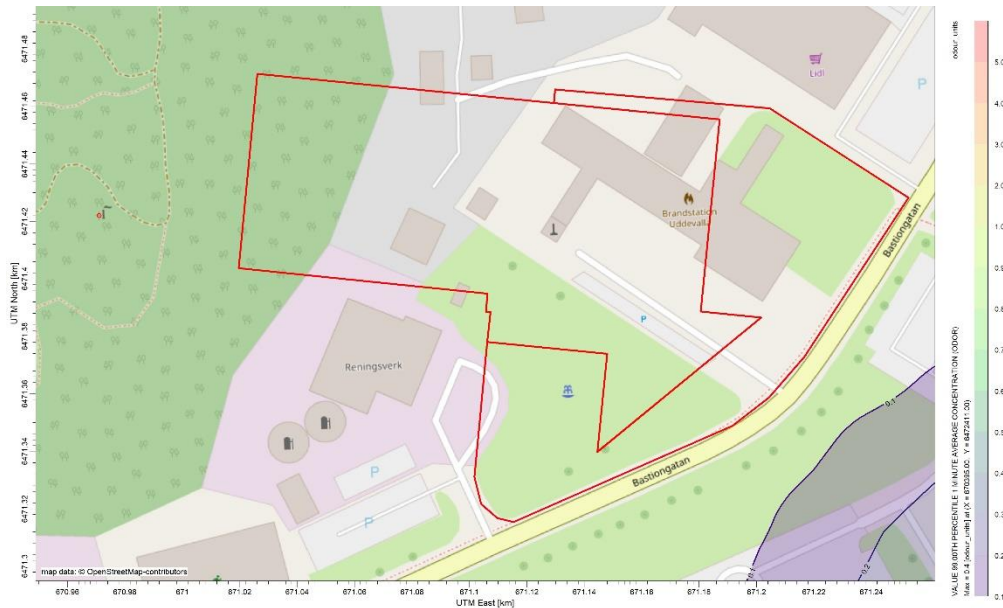 odour_units
5.0
4.0
3.0
2.0
1.0
0.9
0.8
0.7
0.6
0.5
0.4
0.3
0.2
0.1
VALUE 99.00TH PERCENTILE 1 MINUTE AVERAGE CONCENTRATION (ODOR)
UTM North [km]
6471.48
6471.46
6471.44
6471.42
6471.4
6471.38
6471.36
6471.34
6471.32
6471.3
Lidl
P
Brandstation
Uddevalla
Bastiongatan
P
Reningsverk
P
P
Bastiongatan
0.1
0.1
0.2
map data: © OpenStreetMap-contributors
670.96
670.98
671
671.02
671.04
671.06
671.08
671.1
671.12
671.14
671.16
671.18
671.2
671.22
671.24
UTM East [km]